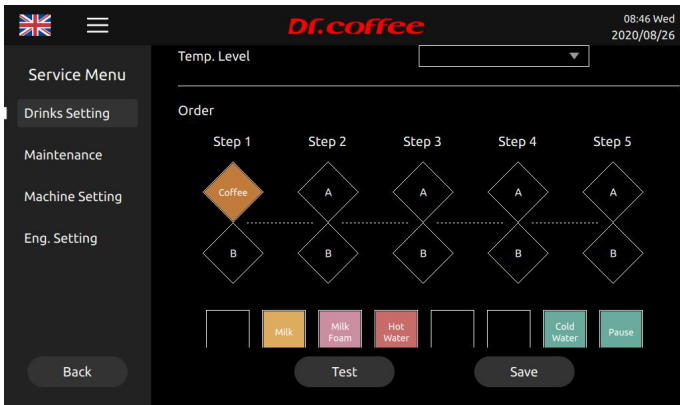 Dr.coffee
08:46 Wed
2020/08/26
Service Menu
Drinks Setting
Maintenance
Machine Setting
Eng. Setting
Back
Temp. Level
Order
Step 1 Step 2 Step 3 Step 4 Step 5
Coffee A A A A
B B B B B
Milk Milk Foam Hot Water Cold Water Pause
Test Save